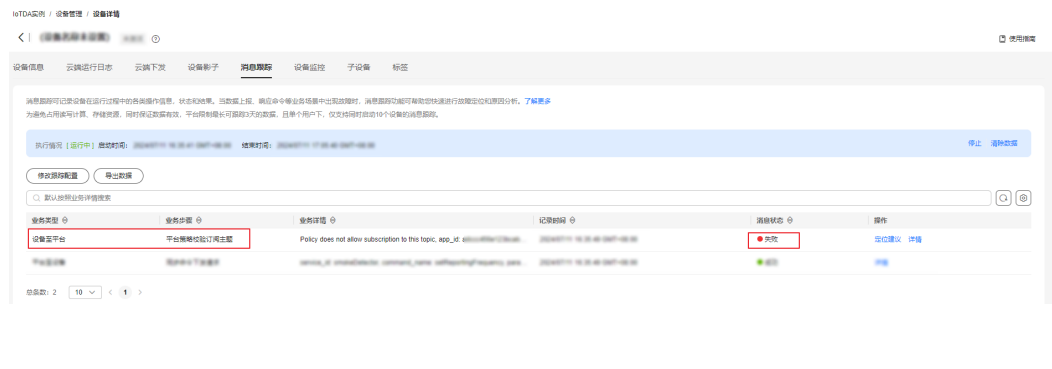 IoTDA实例 / 设备管理 / 设备详情
使用指南
设备信息 云端运行日志 云端下发 设备影子 消息跟踪 设备监控 子设备 标签
消息跟踪可记录设备在运行过程中的各类操作信息、状态和结果。当数据上报、响应命令等业务场景中出现故障时，消息跟踪功能可帮助您快速进行故障定位和原因分析。了解更多
为避免占用读写计算、存储资源，同时保证数据有效，平台限制最长可跟踪3天的数据，且单个用户下，仅支持同时启动10个设备的消息跟踪。
执行情况 [ 运行中 ] 启动时间: 结束时间: 停止 清除数据
修改跟踪配置 导出数据
默认按照业务详情搜索
业务类型 业务步骤 业务详情 记录时间 消息状态 操作
设备至平台 平台策略校验订阅主题 Policy does not allow subscription to this topic, app_id: 失败 定位建议 详情
总条数: 2 10 1